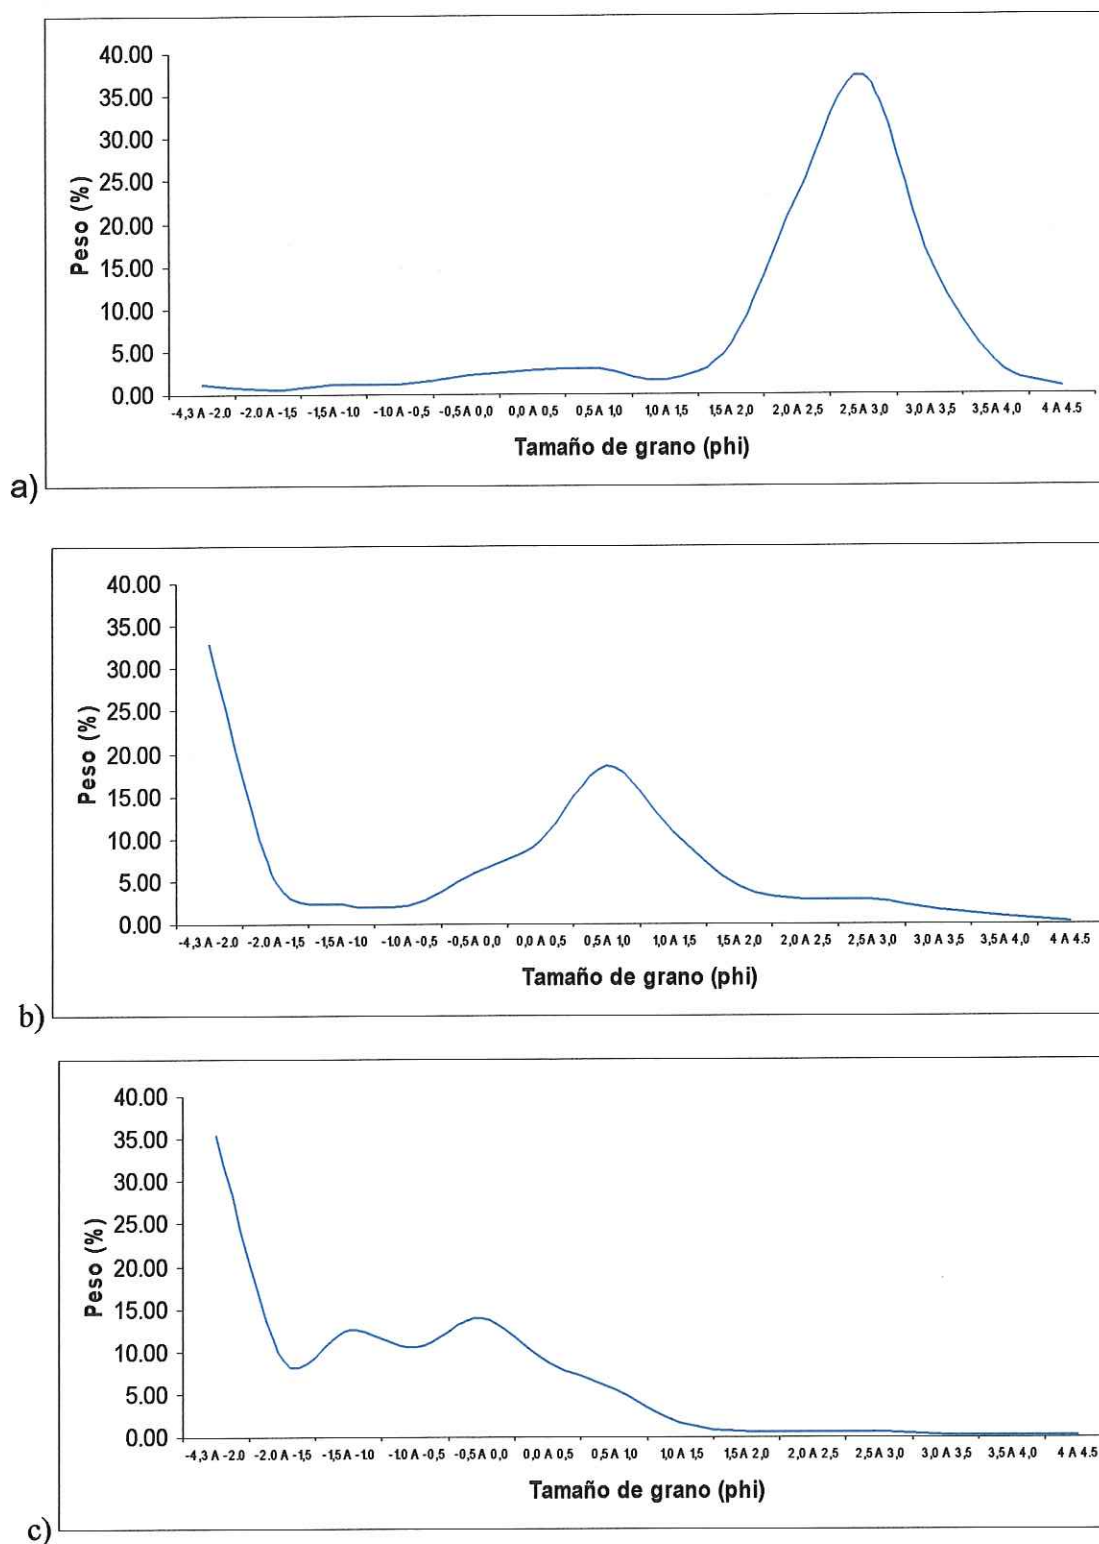 40.00
35.00
30.00
25.00
20.00
15.00
10.00
5.00
0.00
Peso (%)
-4,3 A -2.0 -2.0 A -1,5 -1,5 A -1.0 -1.0 A -0,5 -0,5 A 0,0 0,0 A 0,5 0,5 A 1,0 1,0 A 1,5 1,5 A 2,0 2,0 A 2,5 2,5 A 3,0 3,0 A 3,5 3,5 A 4,0 4 A 4.5
Tamaño de grano (phi)
a)
40.00
35.00
30.00
25.00
20.00
15.00
10.00
5.00
0.00
Peso (%)
-4,3 A -2.0 -2.0 A -1,5 -1,5 A -1.0 -1.0 A -0,5 -0,5 A 0,0 0,0 A 0,5 0,5 A 1,0 1,0 A 1,5 1,5 A 2,0 2,0 A 2,5 2,5 A 3,0 3,0 A 3,5 3,5 A 4,0 4 A 4.5
Tamaño de grano (phi)
b)
40.00
35.00
30.00
25.00
20.00
15.00
10.00
5.00
0.00
Peso (%)
-4,3 A -2.0 -2.0 A -1,5 -1,5 A -1.0 -1.0 A -0,5 -0,5 A 0,0 0,0 A 0,5 0,5 A 1,0 1,0 A 1,5 1,5 A 2,0 2,0 A 2,5 2,5 A 3,0 3,0 A 3,5 3,5 A 4,0 4 A 4.5
Tamaño de grano (phi)
c)